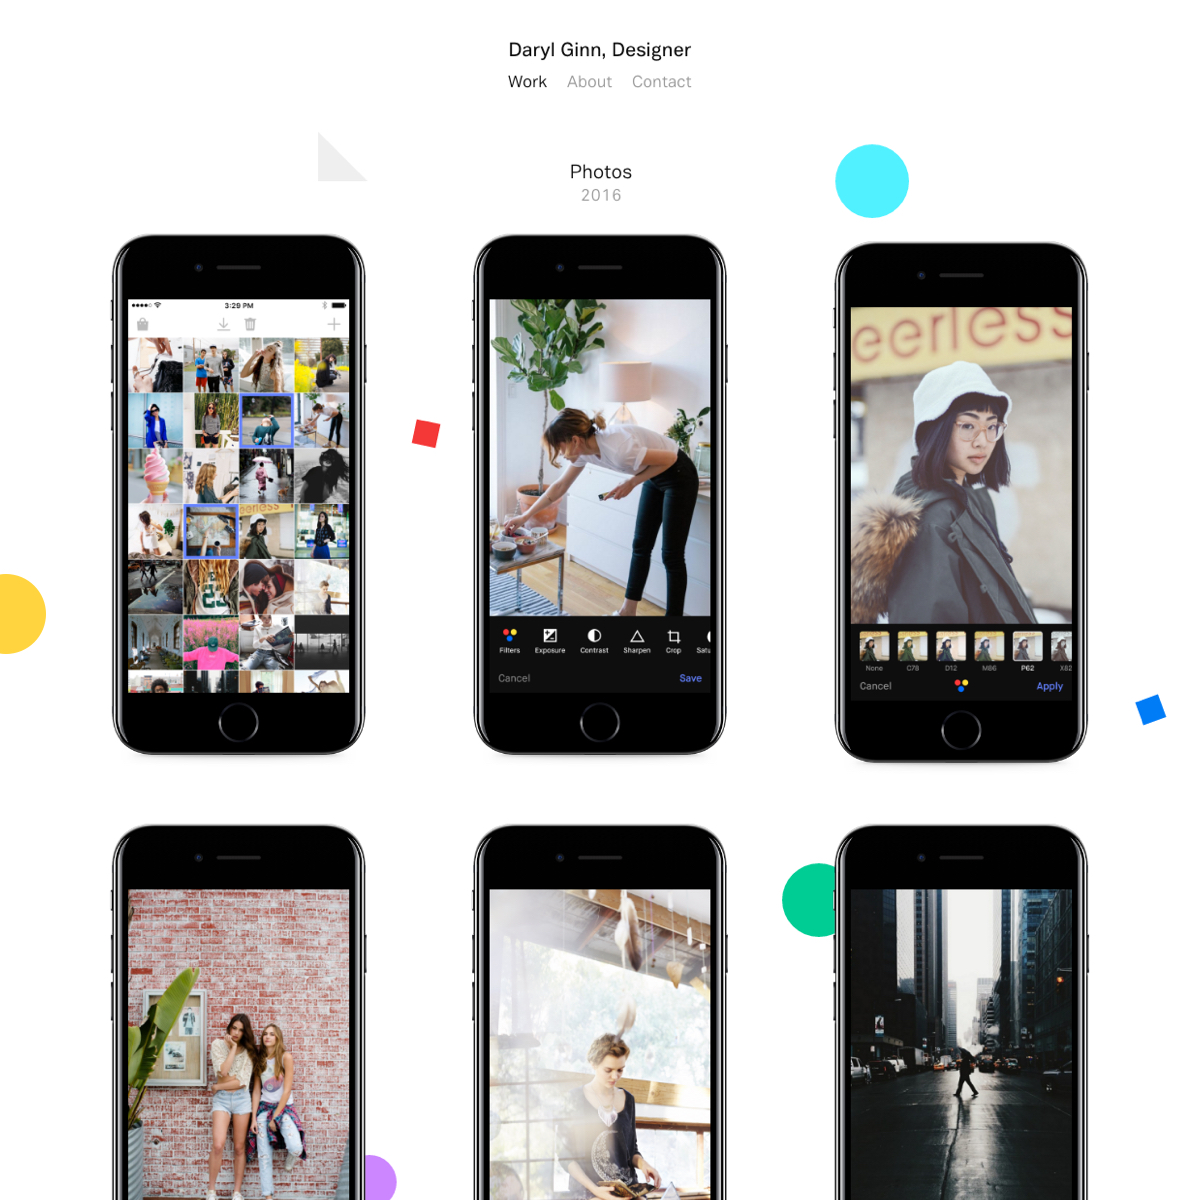 Daryl Ginn, Designer
Work About Contact
Photos
2016
3:29 PM
eerless
Filters Exposure Contrast Sharpen Crop Satu
Cancel Save
eerless
None C78 D12 M86 P62 X82
Cancel Apply